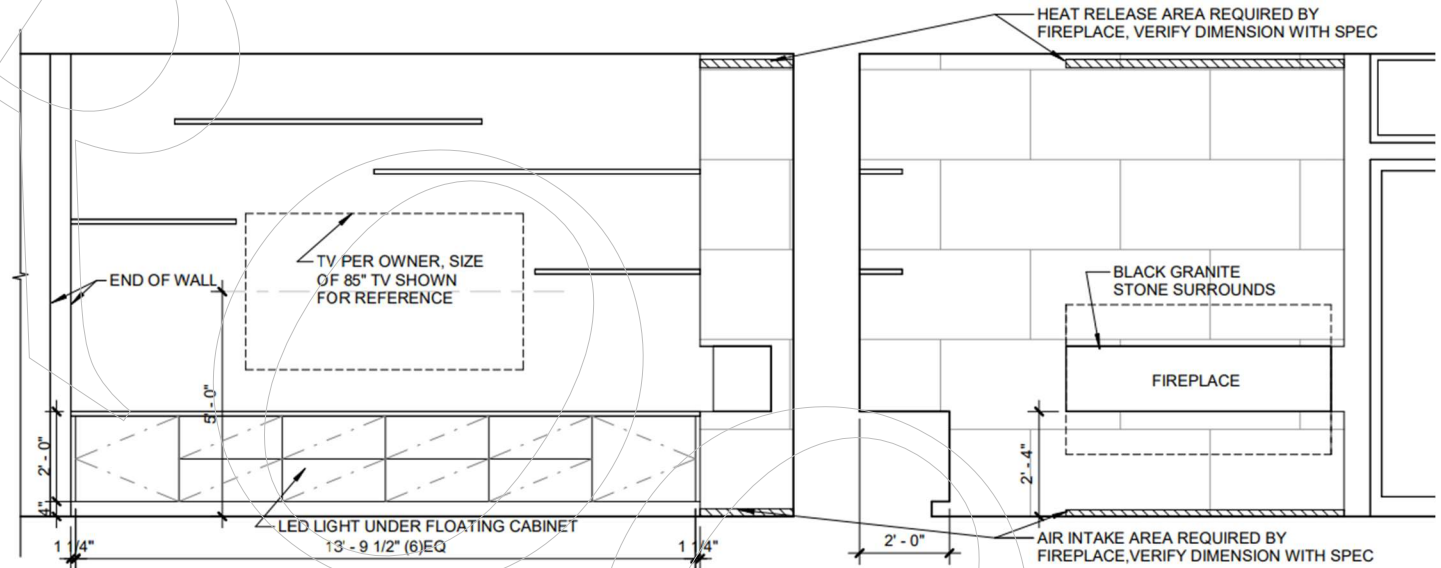 HEAT RELEASE AREA REQUIRED BY
FIREPLACE, VERIFY DIMENSION WITH SPEC
TV PER OWNER, SIZE
OF 85" TV SHOWN
FOR REFERENCE
END OF WALL
BLACK GRANITE
STONE SURROUNDS
FIREPLACE
5' - 0"
2' - 0"
4"
2' - 4"
LED LIGHT UNDER FLOATING CABINET
1 1/4"
13' - 9 1/2" (6)EQ
1 1/4"
2' - 0"
AIR INTAKE AREA REQUIRED BY
FIREPLACE,VERIFY DIMENSION WITH SPEC